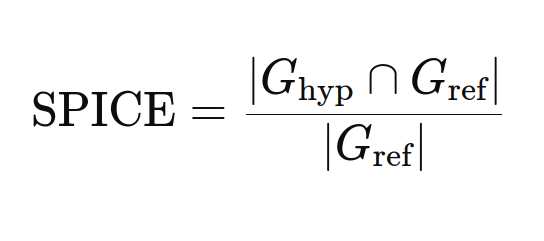 SPICE = |G_hyp ∩ G_ref| / |G_ref|